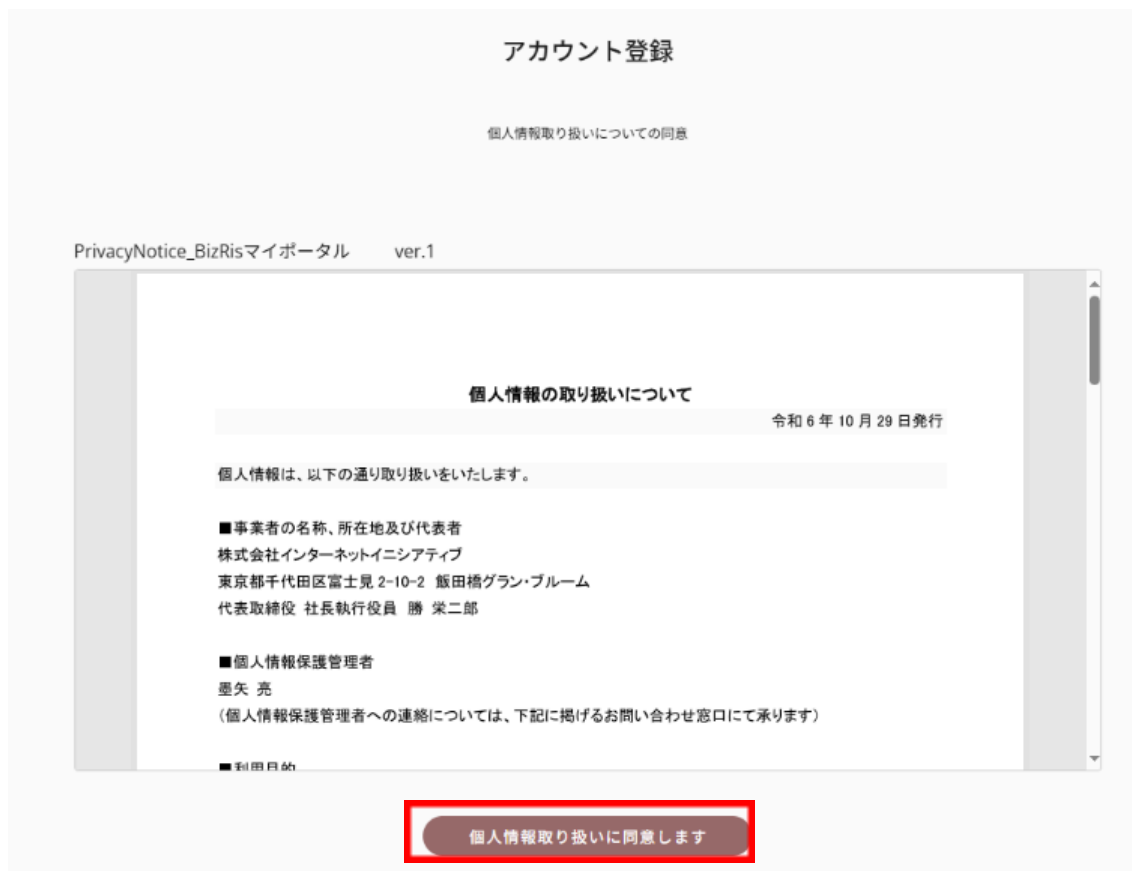 アカウント登録
個人情報取り扱いについての同意
PrivacyNotice_BizRisマイポータル ver.1
個人情報の取り扱いについて
令和 6 年 10 月 29 日発行
個人情報は、以下の通り取り扱いをいたします。
■事業者の名称、所在地及び代表者
株式会社インターネットイニシアティブ
東京都千代田区富士見 2-10-2 飯田橋グラン・ブルーム
代表取締役 社長執行役員 勝 栄二郎
■個人情報保護管理者
墨矢 亮
（個人情報保護管理者への連絡については、下記に掲げるお問い合わせ窓口にて承ります）
■利用目的
個人情報取り扱いに同意します